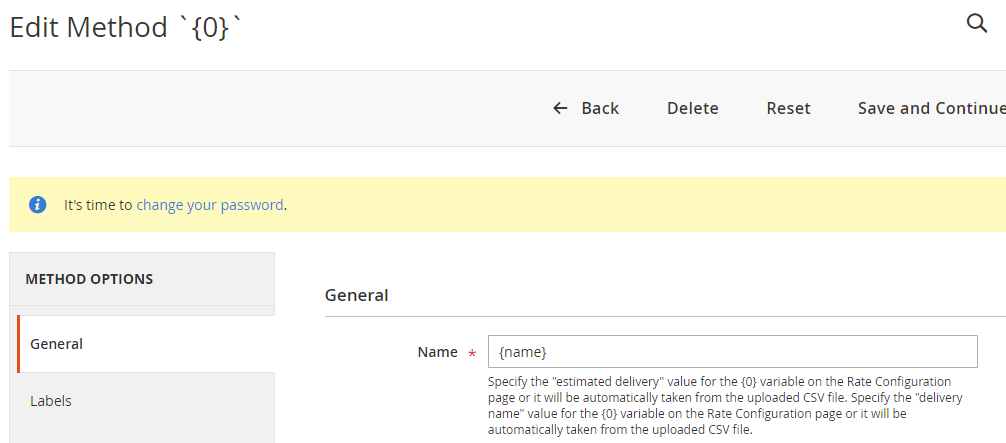 Edit Method `{0}`
← Back Delete Reset Save and Continue
It's time to change your password.
METHOD OPTIONS
General
Labels
General
Name * {name}
Specify the "estimated delivery" value for the {0} variable on the Rate Configuration
page or it will be automatically taken from the uploaded CSV file. Specify the "delivery
name" value for the {0} variable on the Rate Configuration page or it will be
automatically taken from the uploaded CSV file.